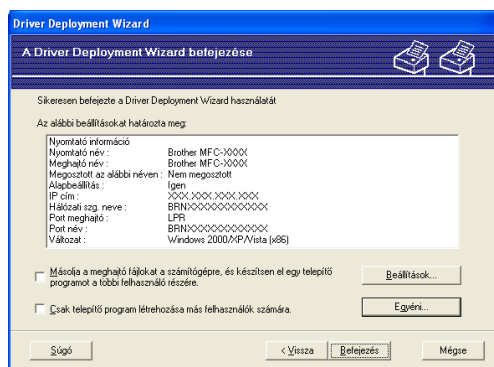 Driver Deployment Wizard
A Driver Deployment Wizard befejezése
Sikeresen befejezte a Driver Deployment Wizard használatát
Az alábbi beállításokat határozta meg:
Nyomtató információ
Nyomtató név : Brother MFC-XXXX
Meghajtó név : Brother MFC-XXXX
Megosztott az alábbi néven : Nem megosztott
Alapbeállítás : Igen
IP cím : XXX.XXX.XXX.XXX
Hálózati szg. neve : BRNXXXXXXXXXXXX
Port meghajtó : LPR
Port név : BRNXXXXXXXXXXXX
Változat : Windows 2000/XP/Vista (x86)
Másolja a meghajtó fájlokat a számítógépre, és készítsen el egy telepítő
programot a többi felhasználó részére.
Beállítások...
Csak telepítő program létrehozása más felhasználók számára.
Egyéni...
Súgó
< Vissza
Befejezés
Mégse